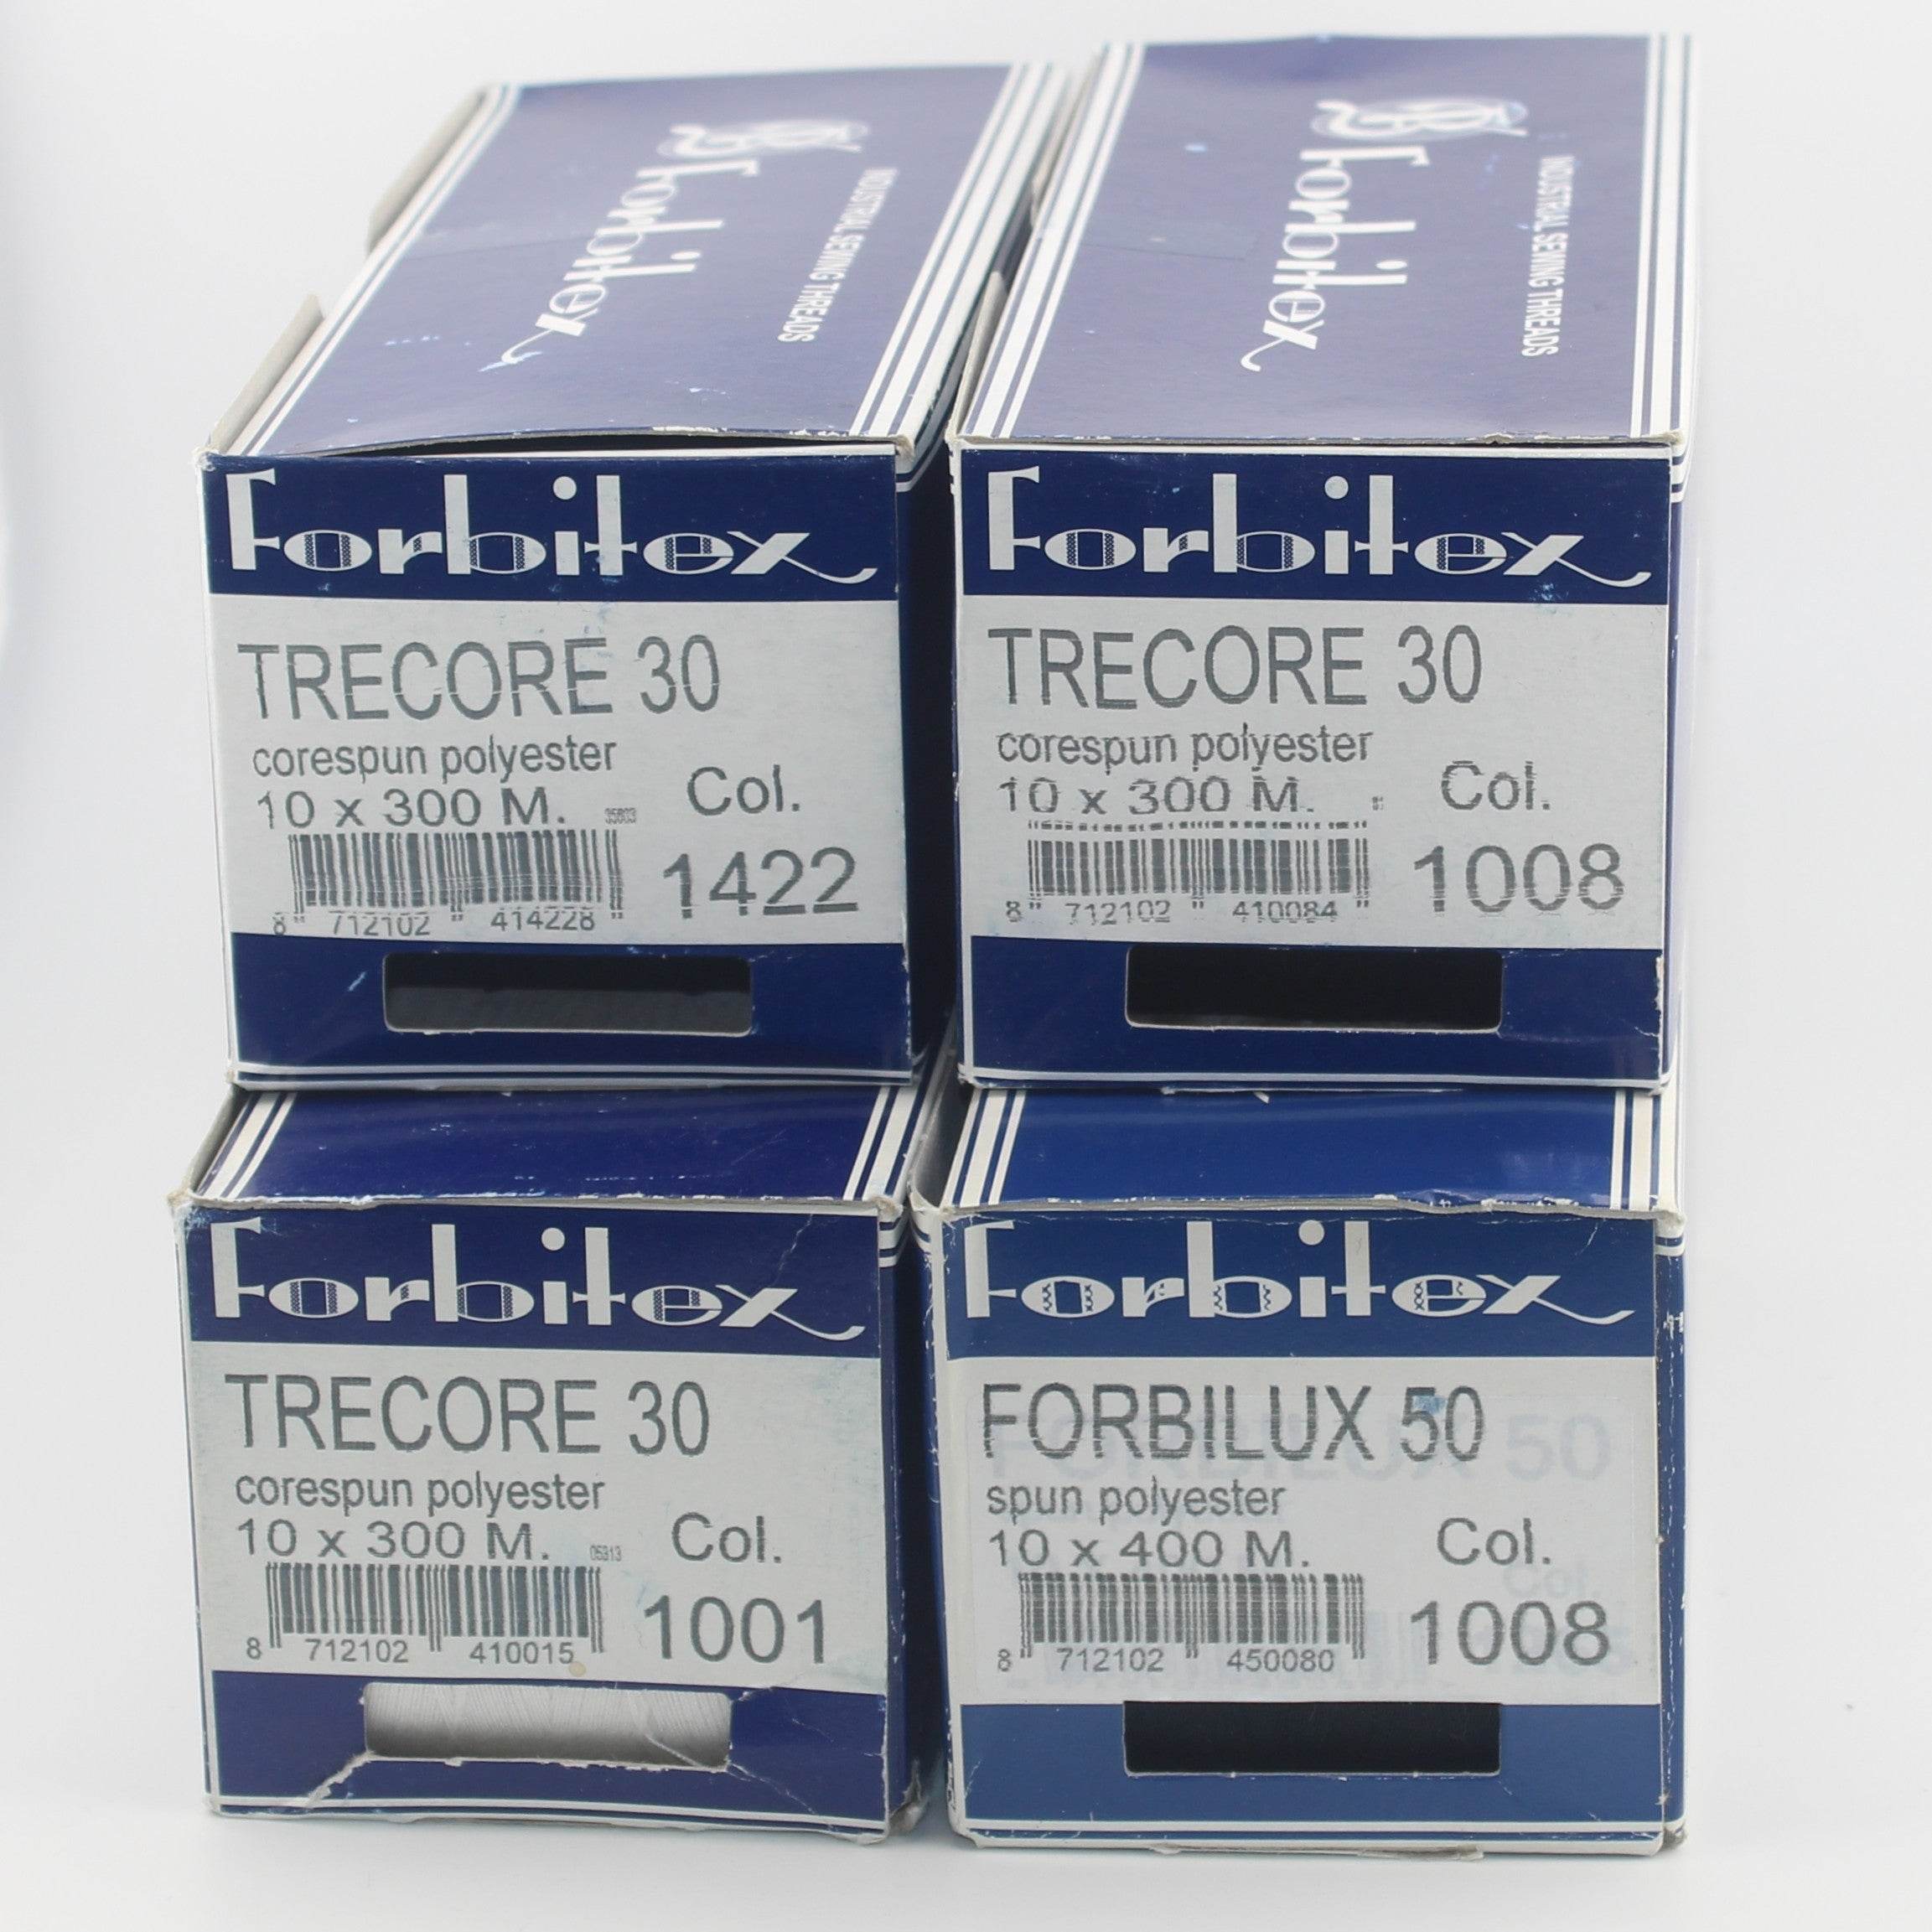 Forbitex
INDUSTRIAL SEWING THREADS
Forbitex
INDUSTRIAL SEWING THREADS
Forbitex
TRECORE 30
corespun polyester
10 x 300 M.
Col.
1422
8 712102 414228
Forbitex
TRECORE 30
corespun polyester
10 x 300 M.
Col.
1008
8 712102 410084
Forbitex
TRECORE 30
corespun polyester
10 x 300 M. 05313
Col.
1001
8 712102 410015
Forbitex
FORBILUX 50
spun polyester
10 x 400 M.
Col.
1008
8 712102 450080